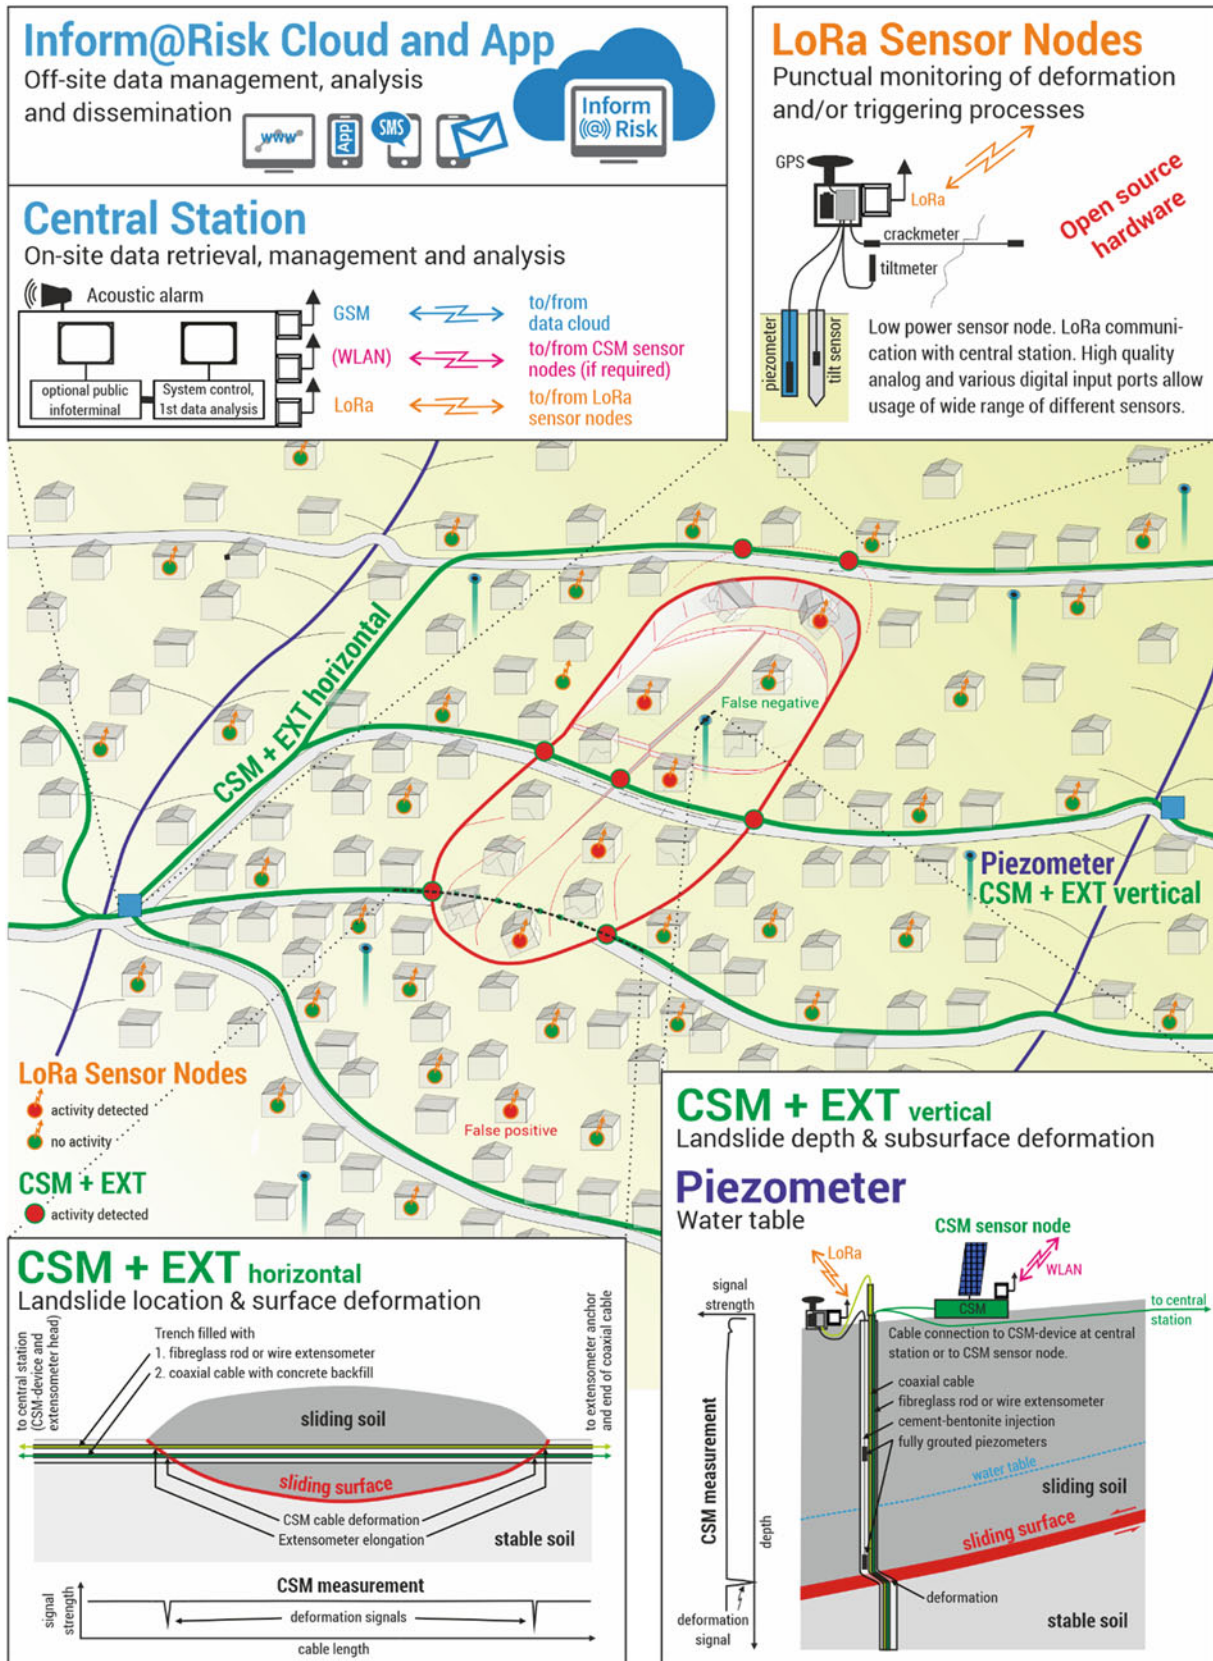 Inform@Risk Cloud and App
Off-site data management, analysis
and dissemination
www
App
SMS
Inform
((@)) Risk
Central Station
On-site data retrieval, management and analysis
Acoustic alarm
optional public
infoterminal
System control,
1st data analysis
GSM
to/from
data cloud
(WLAN)
to/from CSM sensor
nodes (if required)
LoRa
to/from LoRa
sensor nodes
LoRa Sensor Nodes
Punctual monitoring of deformation
and/or triggering processes
GPS
LoRa
Open source
hardware
crackmeter
tiltmeter
piezometer
tilt sensor
Low power sensor node. LoRa communi-
cation with central station. High quality
analog and various digital input ports allow
usage of wide range of different sensors.
CSM + EXT horizontal
False negative
Piezometer
CSM + EXT vertical
LoRa Sensor Nodes
activity detected
no activity
False positive
CSM + EXT
activity detected
CSM + EXT horizontal
Landslide location & surface deformation
to central station
(CSM-device and
extensometer head)
Trench filled with
1. fibreglass rod or wire extensometer
2. coaxial cable with concrete backfill
to extensometer anchor
and end of coaxial cable
sliding soil
sliding surface
CSM cable deformation
Extensometer elongation
stable soil
CSM measurement
signal
strength
deformation signals
cable length
CSM + EXT vertical
Landslide depth & subsurface deformation
Piezometer
Water table
CSM sensor node
LoRa
WLAN
signal
strength
CSM
to central
station
Cable connection to CSM-device at central
station or to CSM sensor node.
coaxial cable
fibreglass rod or wire extensometer
cement-bentonite injection
fully grouted piezometers
CSM measurement
depth
water table
sliding soil
sliding surface
deformation
deformation
signal
stable soil